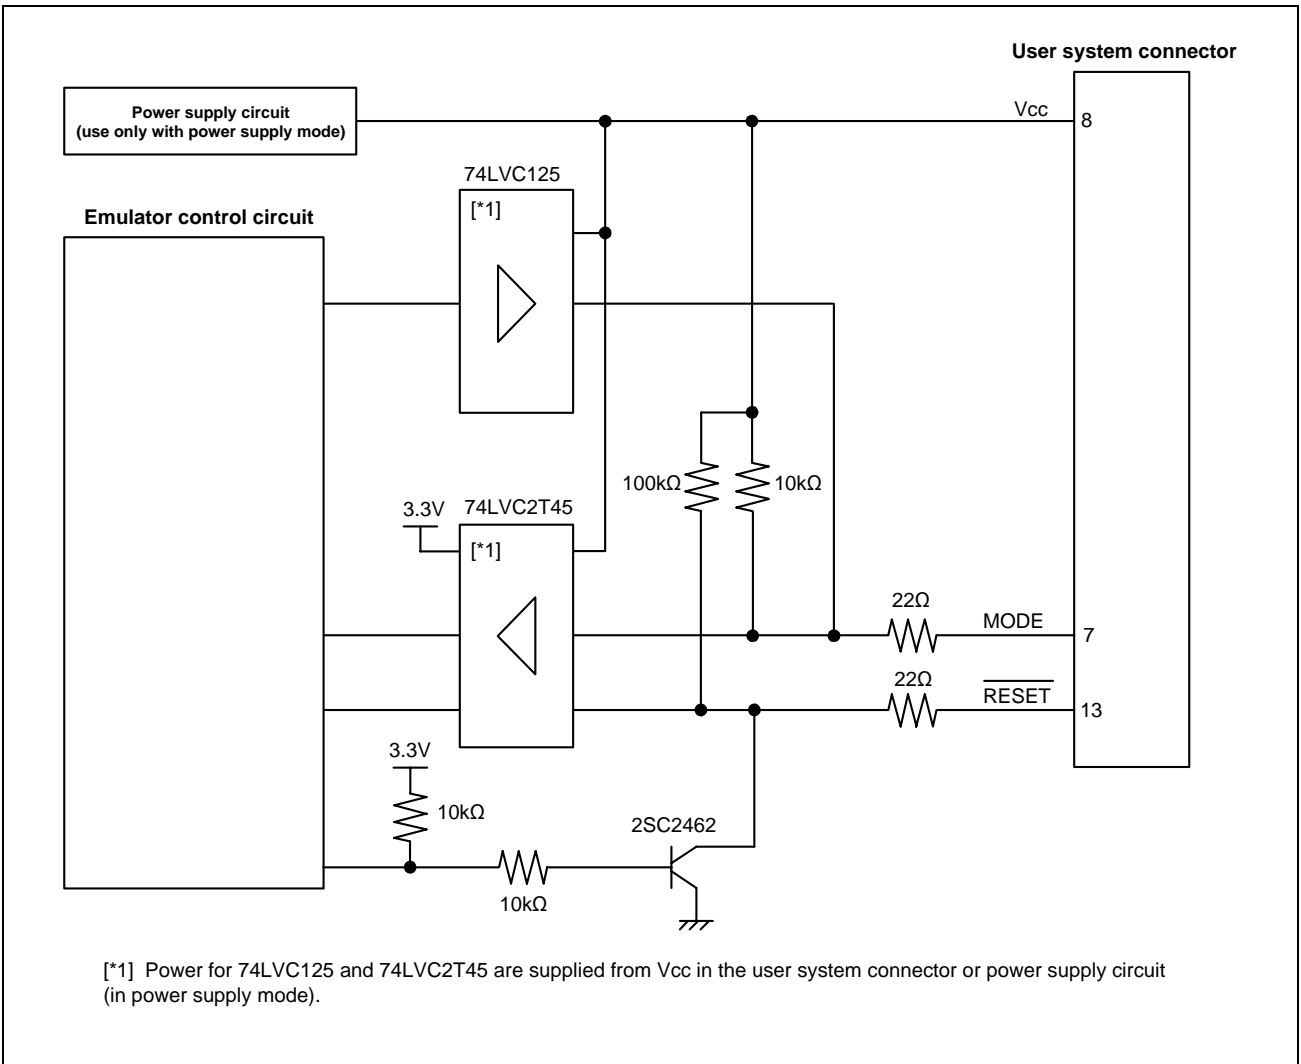 User system connector
Power supply circuit
(use only with power supply mode)
Vcc
8
74LVC125
[*1]
Emulator control circuit
100kΩ
10kΩ
3.3V
74LVC2T45
[*1]
22Ω
MODE
7
22Ω
RESET
13
3.3V
10kΩ
2SC2462
10kΩ
[*1] Power for 74LVC125 and 74LVC2T45 are supplied from Vcc in the user system connector or power supply circuit
(in power supply mode).